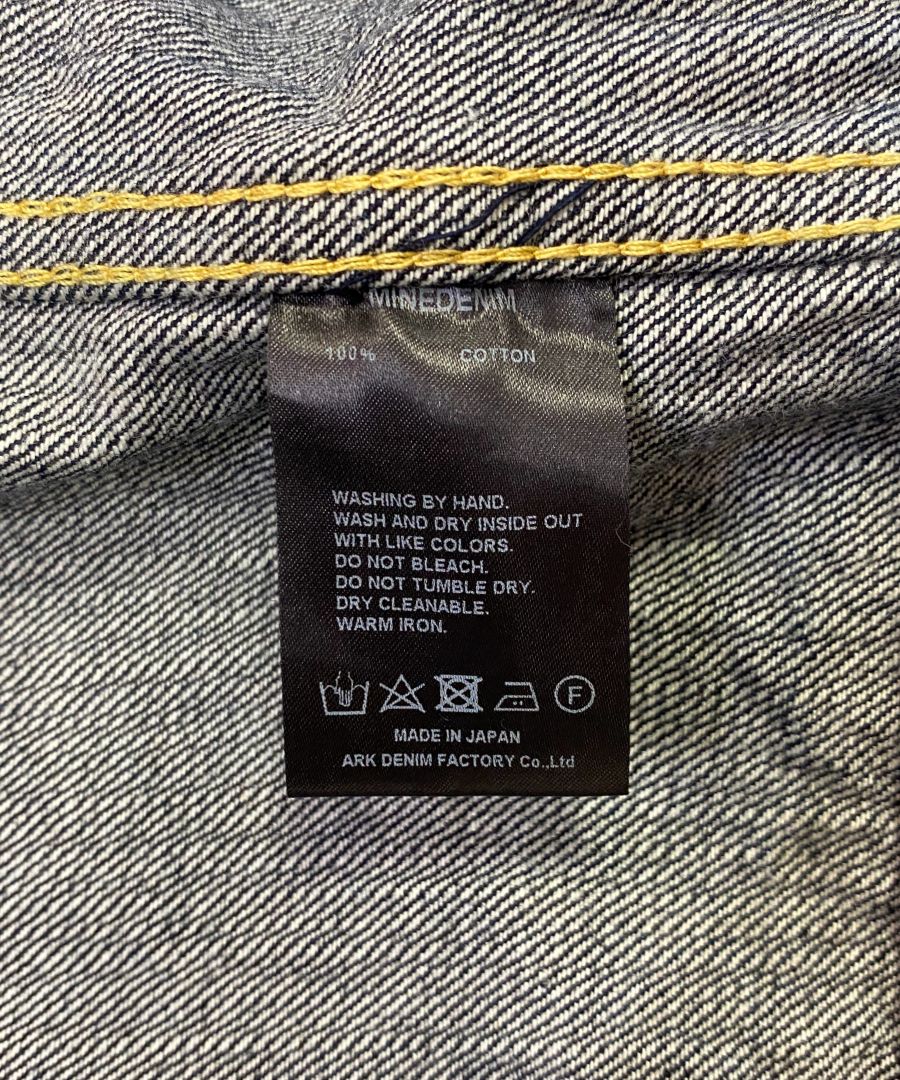 MINEDENIM
100% COTTON
WASHING BY HAND.
WASH AND DRY INSIDE OUT
WITH LIKE COLORS.
DO NOT BLEACH.
DO NOT TUMBLE DRY.
DRY CLEANABLE.
WARM IRON.
F
MADE IN JAPAN
ARK DENIM FACTORY Co.,Ltd